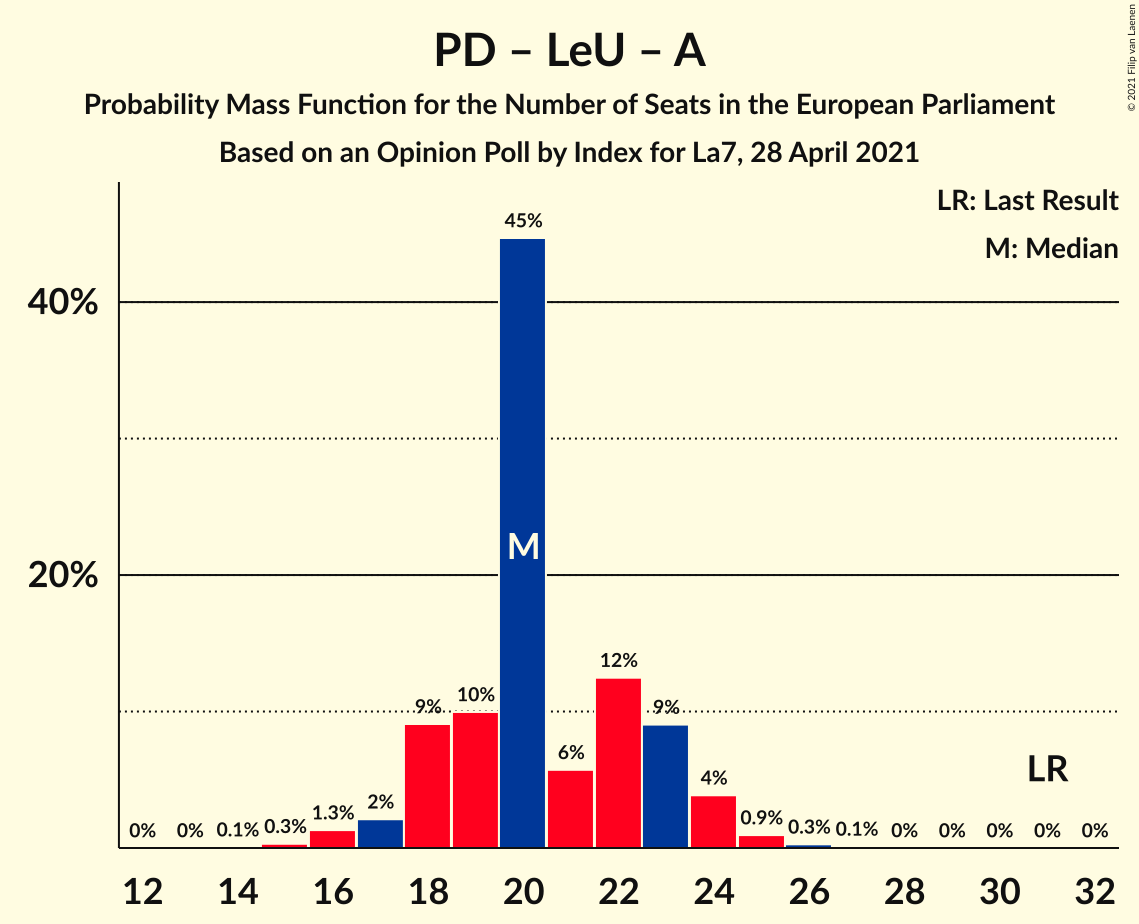 PD – LeU – A
Probability Mass Function for the Number of Seats in the European Parliament
Based on an Opinion Poll by Index for La7, 28 April 2021
© 2021 Filip van Laenen
LR: Last Result
M: Median
40%
20%
0%
0%
0.1%
0.3%
1.3%
2%
9%
10%
45%
M
6%
12%
9%
4%
0.9%
0.3%
0.1%
0%
0%
0%
0%
0%
LR
12 14 16 18 20 22 24 26 28 30 32